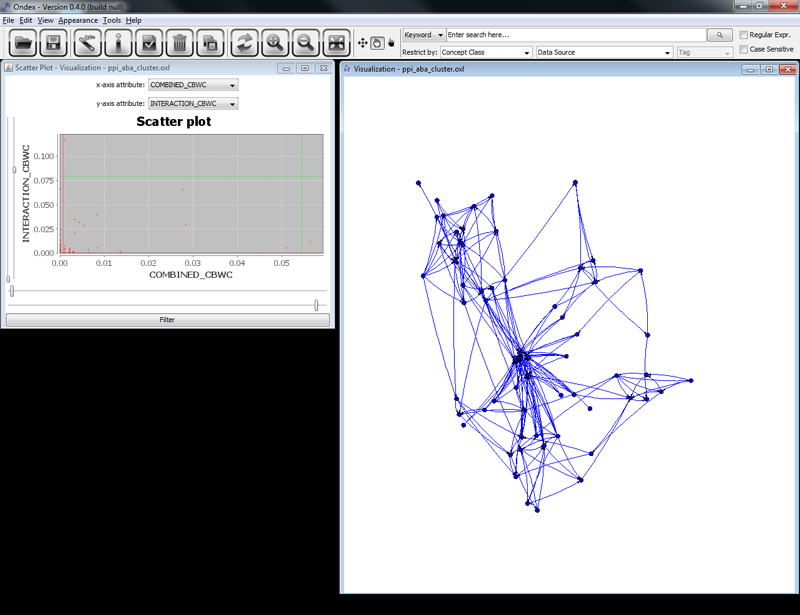 Ondex - Version 0.4.0 (build null)
File Edit View Appearance Tools Help
Keyword Enter search here... Regular Expr.
Restrict by: Concept Class Data Source Tag Case Sensitive
Scatter Plot - Visualization - ppi_aba_cluster.oxl
x-axis attribute: COMBINED_CBWC
y-axis attribute: INTERACTION_CBWC
Scatter plot
INTERACTION_CBWC
0.100
0.075
0.050
0.025
0.000
0.00 0.01 0.02 0.03 0.04 0.05
COMBINED_CBWC
Filter
Visualization - ppi_aba_cluster.oxl